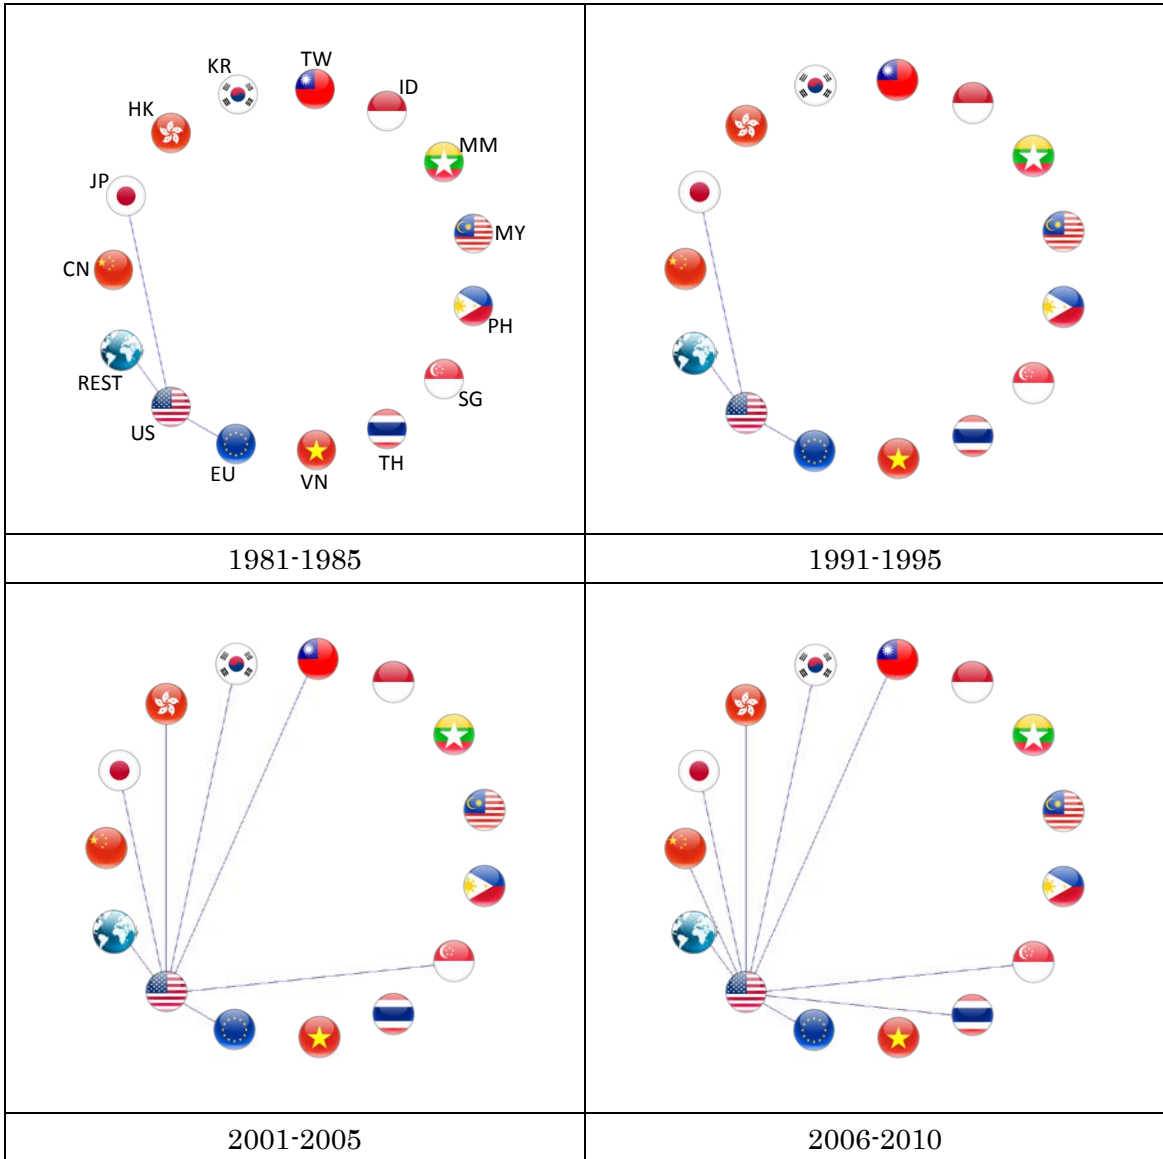 TW
KR
ID
HK
MM
JP
MY
CN
PH
REST
SG
US
TH
EU
VN
1981-1985
1991-1995
2001-2005
2006-2010